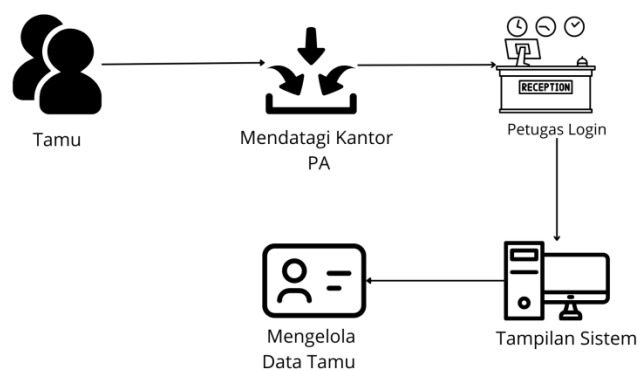 Tamu
Mendatagi Kantor
PA
RECEPTION
Petugas Login
Tampilan Sistem
Mengelola
Data Tamu